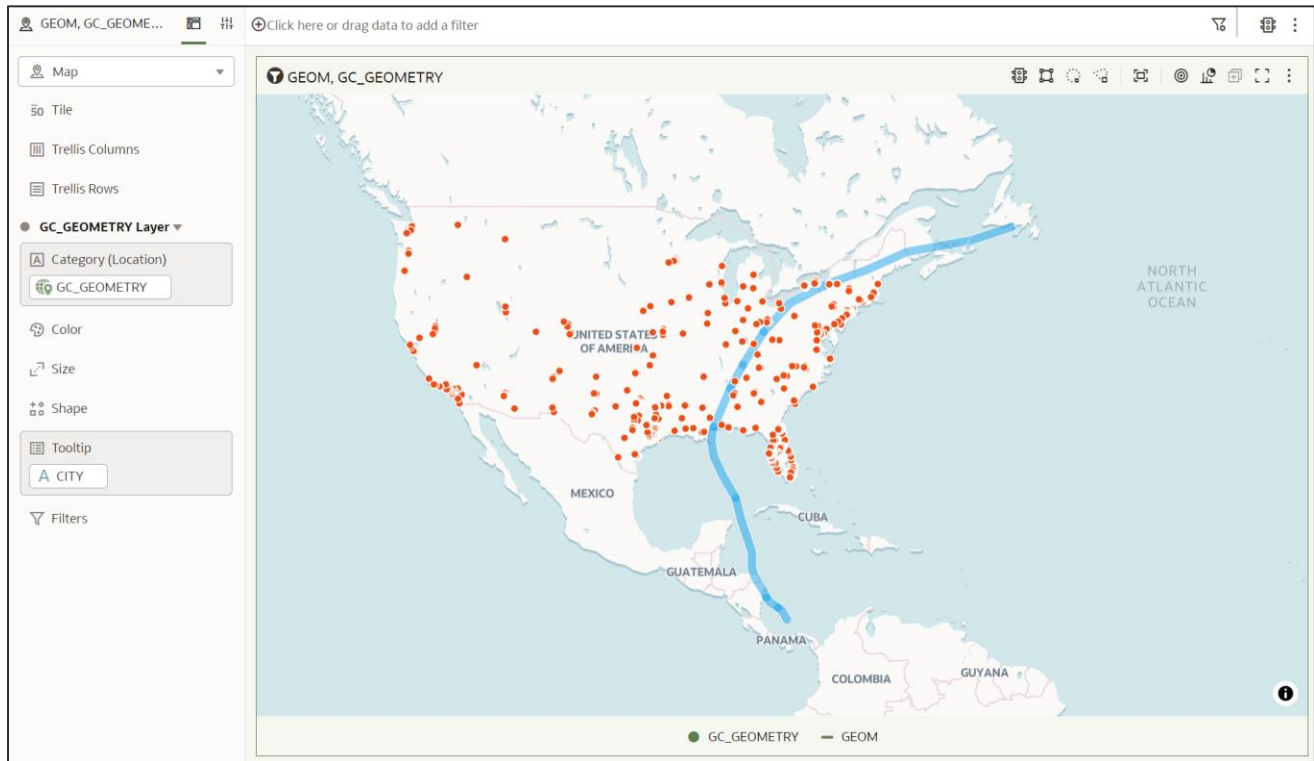 GEOM, GC_GEOME...
Click here or drag data to add a filter
Map
50 Tile
Trellis Columns
Trellis Rows
GC_GEOMETRY Layer
A Category (Location)
GC_GEOMETRY
Color
Size
Shape
Tooltip
A CITY
Filters
GEOM, GC_GEOMETRY
NORTH
ATLANTIC
OCEAN
UNITED STATES
OF AMERICA
MEXICO
CUBA
GUATEMALA
PANAMA
COLOMBIA
GUYANA
GC_GEOMETRY
GEOM